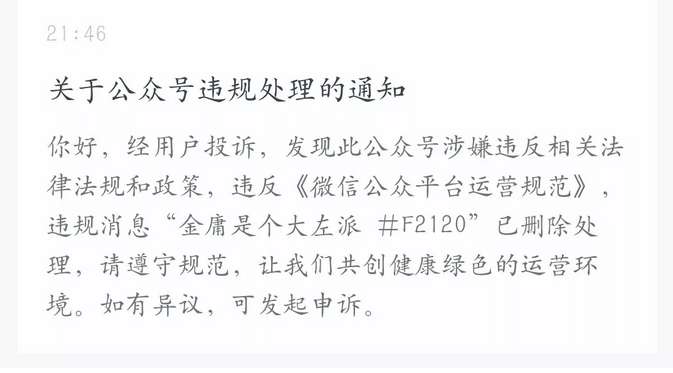 21:46
关于公众号违规处理的通知
你好，经用户投诉，发现此公众号涉嫌违反相关法
律法规和政策，违反《微信公众平台运营规范》，
违规消息“金庸是个大左派 #F2120”已删除处
理，请遵守规范，让我们共创健康绿色的运营环
境。如有异议，可发起申诉。